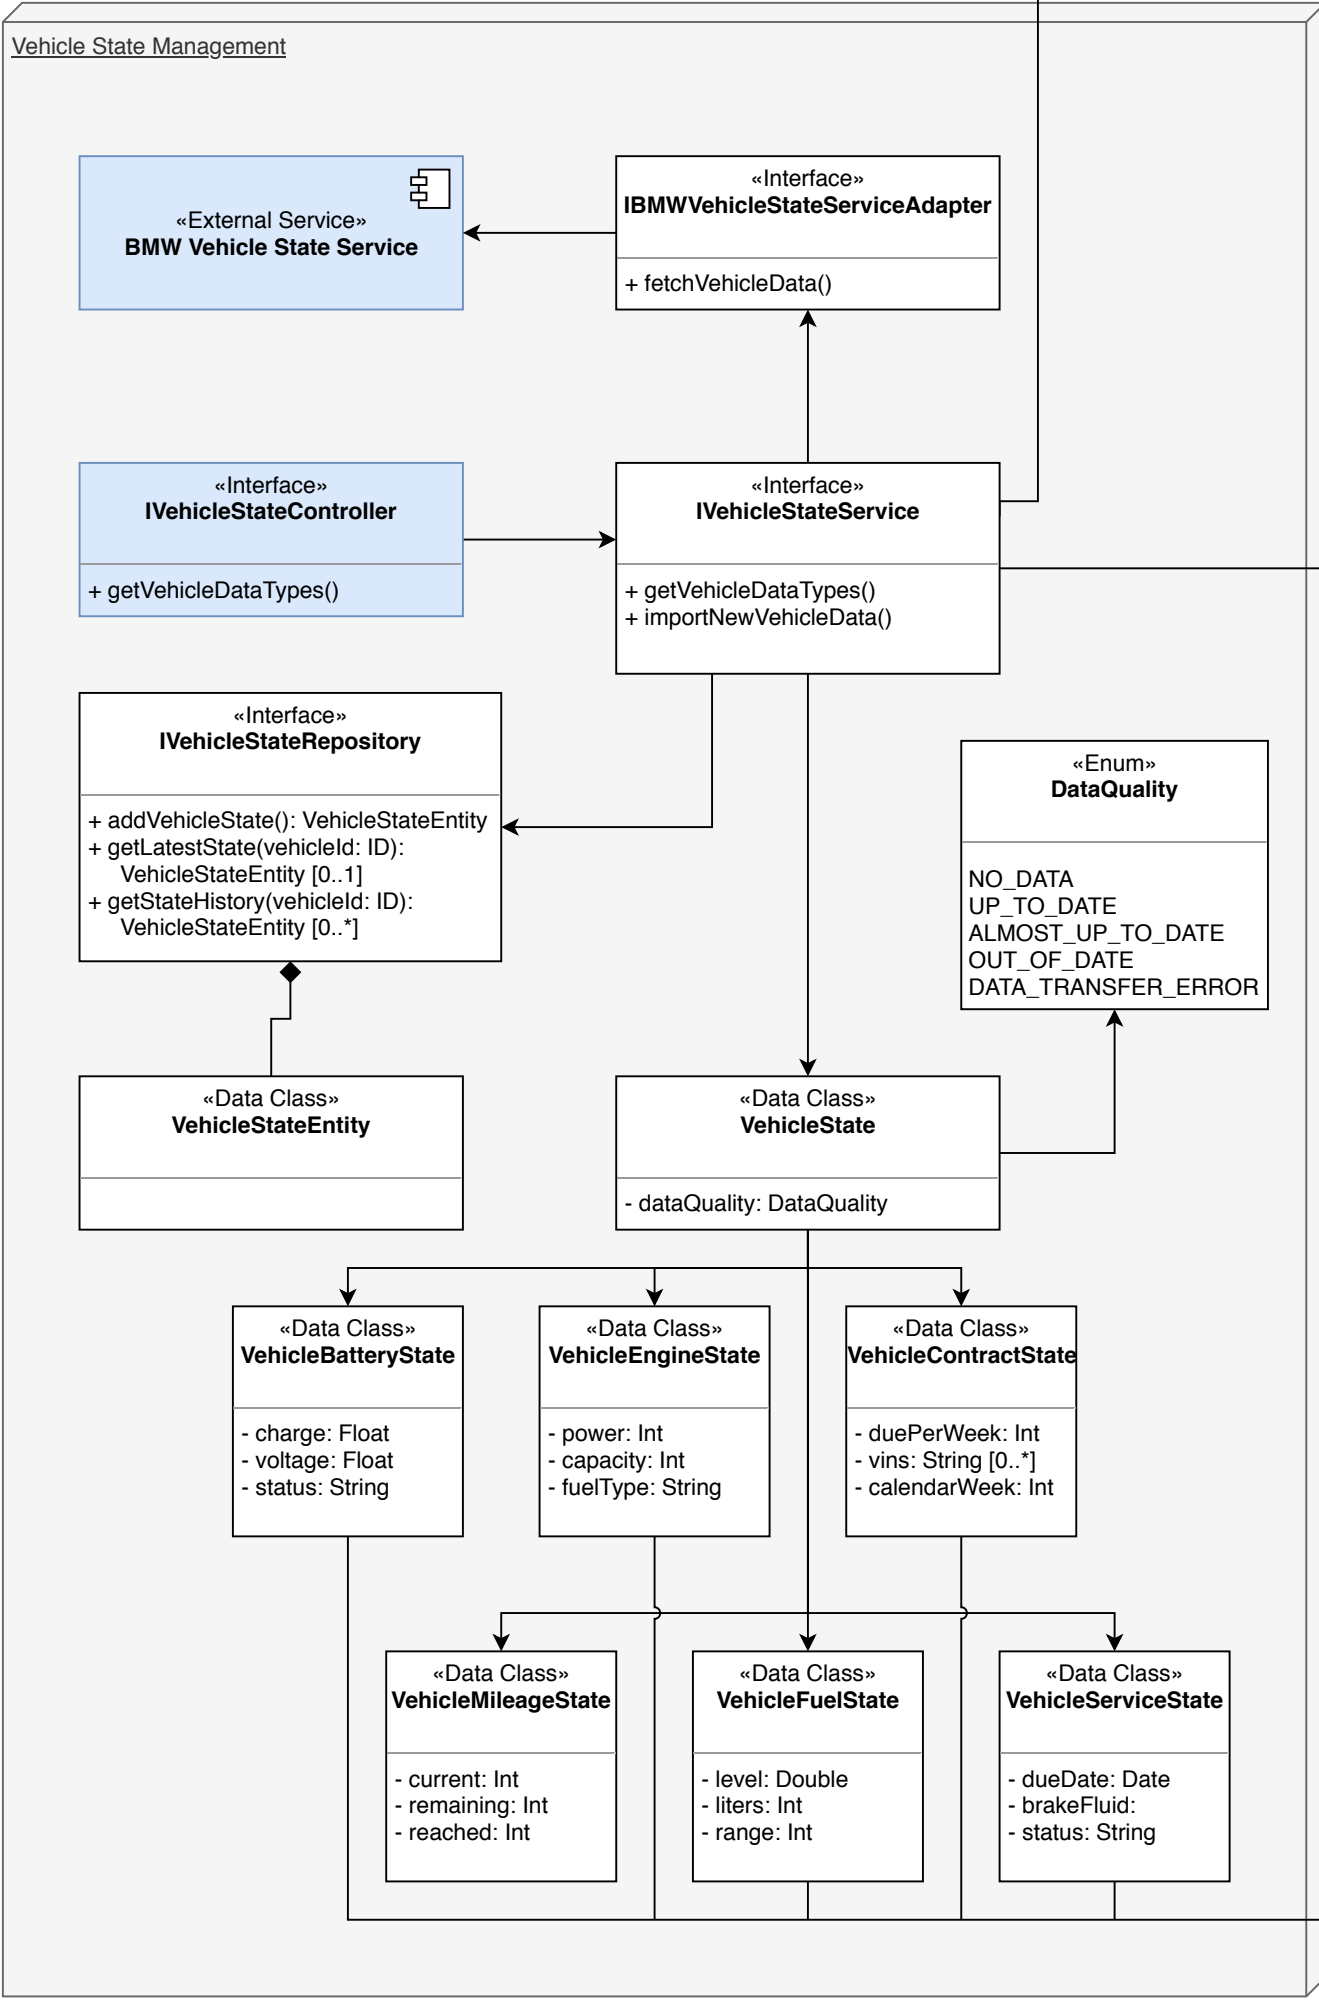 Vehicle State Management
«External Service»
BMW Vehicle State Service
«Interface»
IBMWVehicleStateServiceAdapter
+ fetchVehicleData()
«Interface»
IVehicleStateController
+ getVehicleDataTypes()
«Interface»
IVehicleStateService
+ getVehicleDataTypes()
+ importNewVehicleData()
«Interface»
IVehicleStateRepository
+ addVehicleState(): VehicleStateEntity
+ getLatestState(vehicleId: ID):
VehicleStateEntity [0..1]
+ getStateHistory(vehicleId: ID):
VehicleStateEntity [0..*]
«Enum»
DataQuality
NO_DATA
UP_TO_DATE
ALMOST_UP_TO_DATE
OUT_OF_DATE
DATA_TRANSFER_ERROR
«Data Class»
VehicleStateEntity
«Data Class»
VehicleState
- dataQuality: DataQuality
«Data Class»
VehicleBatteryState
- charge: Float
- voltage: Float
- status: String
«Data Class»
VehicleEngineState
- power: Int
- capacity: Int
- fuelType: String
«Data Class»
VehicleContractState
- duePerWeek: Int
- vins: String [0..*]
- calendarWeek: Int
«Data Class»
VehicleMileageState
- current: Int
- remaining: Int
- reached: Int
«Data Class»
VehicleFuelState
- level: Double
- liters: Int
- range: Int
«Data Class»
VehicleServiceState
- dueDate: Date
- brakeFluid:
- status: String